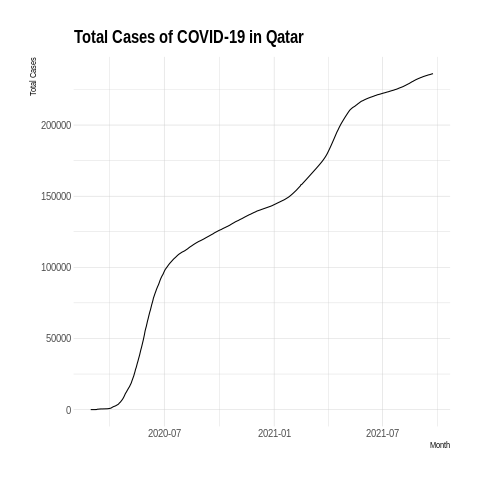 Total Cases of COVID-19 in Qatar
Total Cases
200000
150000
100000
50000
0
2020-07 2021-01 2021-07
Month